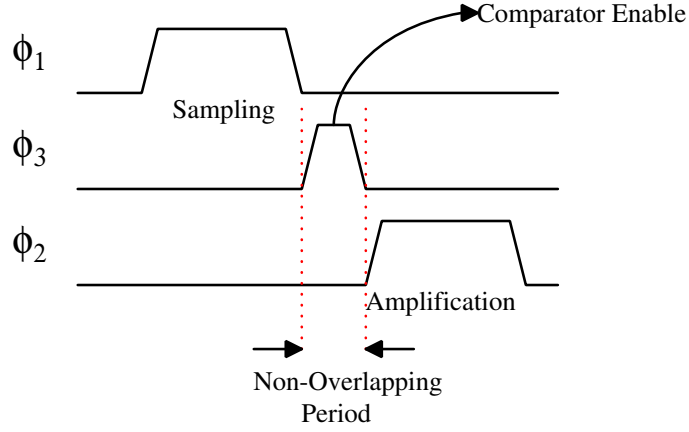 Comparator Enable
ϕ1
Sampling
ϕ3
ϕ2
Amplification
Non-Overlapping
Period